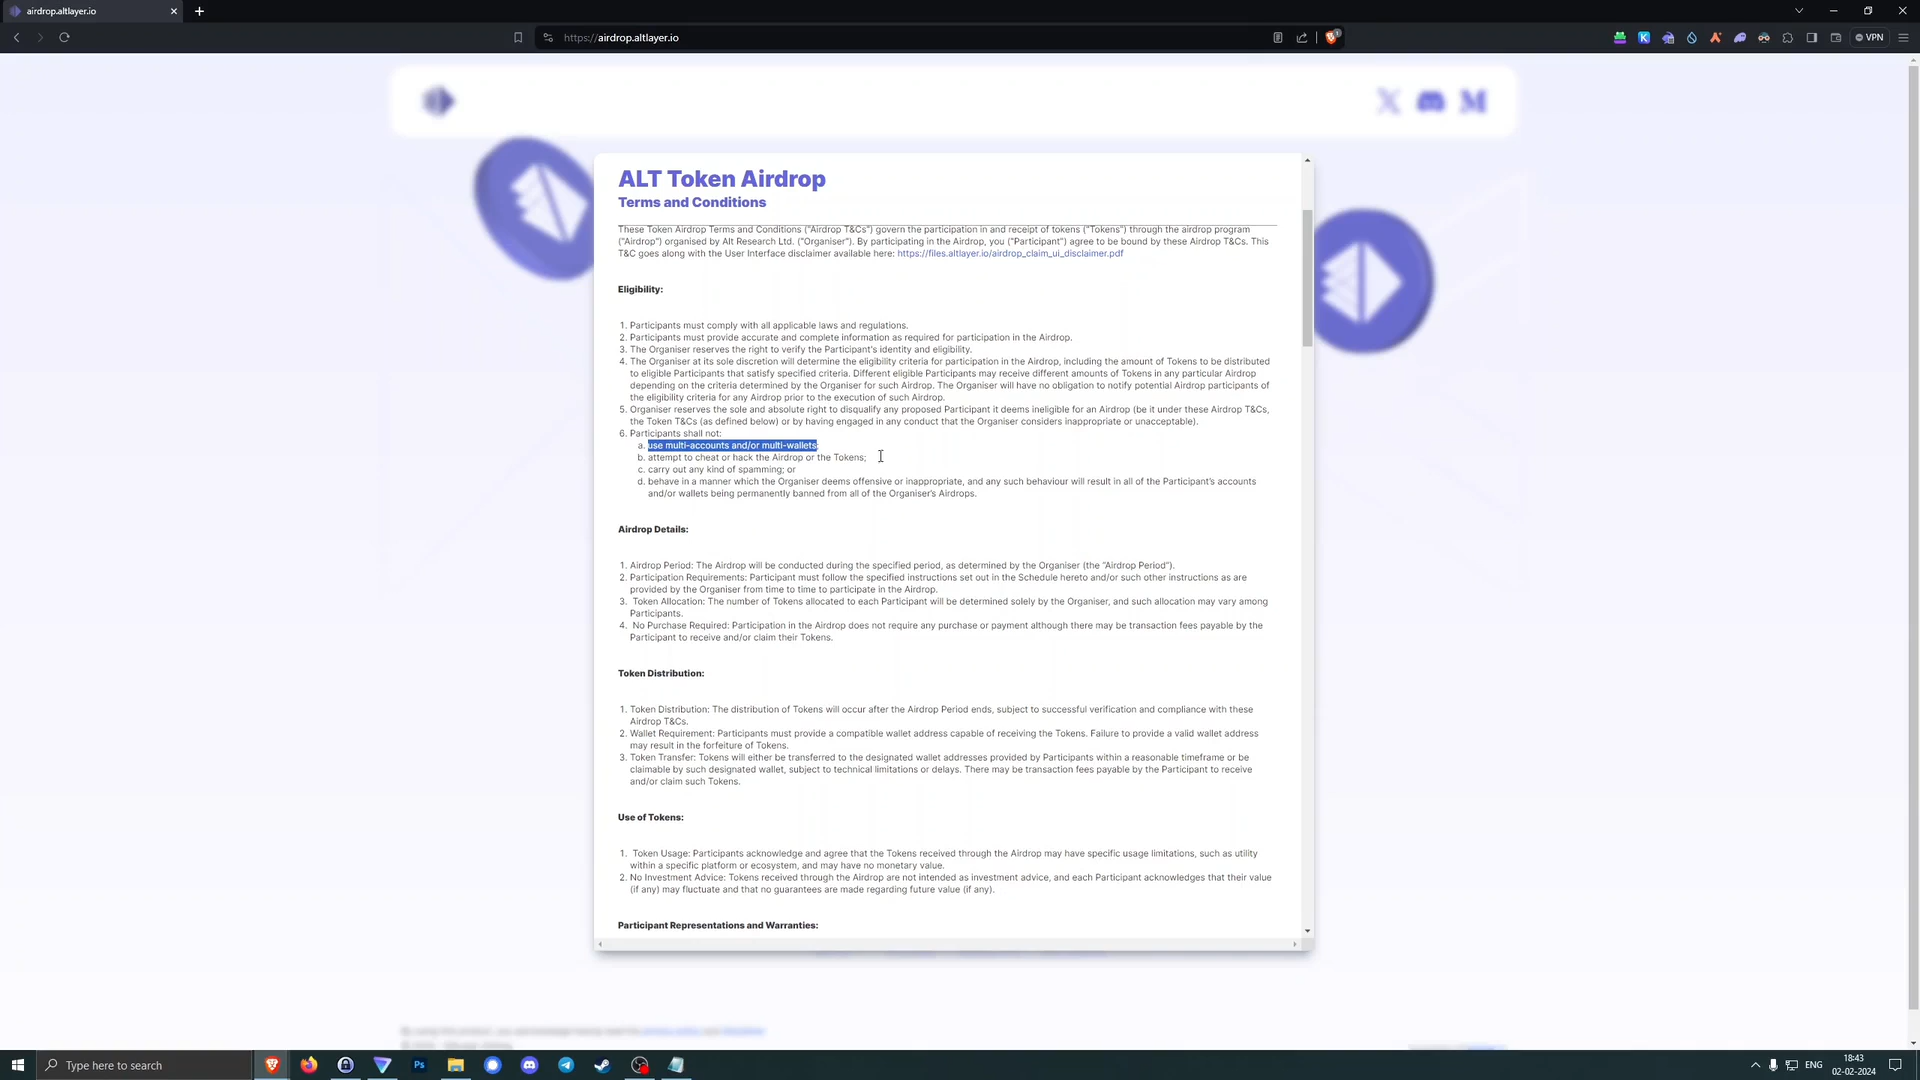 airdrop.altlayer.io
https://airdrop.altlayer.io
VPN
ALT Token Airdrop
Terms and Conditions
These Token Airdrop Terms and Conditions ("Airdrop T&Cs") govern the participation in and receipt of tokens ("Tokens") through the airdrop program
("Airdrop") organised by Alt Research Ltd. ("Organiser"). By participating in the Airdrop, you ("Participant") agree to be bound by these Airdrop T&Cs. This
T&C goes along with the User Interface disclaimer available here: https://files.altlayer.io/airdrop_claim_ui_disclaimer.pdf
Eligibility:
1. Participants must comply with all applicable laws and regulations.
2. Participants must provide accurate and complete information as required for participation in the Airdrop.
3. The Organiser reserves the right to verify the Participant's identity and eligibility.
4. The Organiser at its sole discretion will determine the eligibility criteria for participation in the Airdrop, including the amount of Tokens to be distributed
to eligible Participants that satisfy specified criteria. Different eligible Participants may receive different amounts of Tokens in any particular Airdrop
depending on the criteria determined by the Organiser for such Airdrop. The Organiser will have no obligation to notify potential Airdrop participants of
the eligibility criteria for any Airdrop prior to the execution of such Airdrop.
5. Organiser reserves the sole and absolute right to disqualify any proposed Participant it deems ineligible for an Airdrop (be it under these Airdrop T&Cs,
the Token T&Cs (as defined below) or by having engaged in any conduct that the Organiser considers inappropriate or unacceptable).
6. Participants shall not:
a. use multi-accounts and/or multi-wallets;
b. attempt to cheat or hack the Airdrop or the Tokens;
c. carry out any kind of spamming; or
d. behave in a manner which the Organiser deems offensive or inappropriate, and any such behaviour will result in all of the Participant's accounts
and/or wallets being permanently banned from all of the Organiser's Airdrops.
Airdrop Details:
1. Airdrop Period: The Airdrop will be conducted during the specified period, as determined by the Organiser (the "Airdrop Period").
2. Participation Requirements: Participant must follow the specified instructions set out in the Schedule hereto and/or such other instructions as are
provided by the Organiser from time to time to participate in the Airdrop.
3. Token Allocation: The number of Tokens allocated to each Participant will be determined solely by the Organiser, and such allocation may vary among
Participants.
4. No Purchase Required: Participation in the Airdrop does not require any purchase or payment although there may be transaction fees payable by the
Participant to receive and/or claim their Tokens.
Token Distribution:
1. Token Distribution: The distribution of Tokens will occur after the Airdrop Period ends, subject to successful verification and compliance with these
Airdrop T&Cs.
2. Wallet Requirement: Participants must provide a compatible wallet address capable of receiving the Tokens. Failure to provide a valid wallet address
may result in the forfeiture of Tokens.
3. Token Transfer: Tokens will either be transferred to the designated wallet addresses provided by Participants within a reasonable timeframe or be
claimable by such designated wallet, subject to technical limitations or delays. There may be transaction fees payable by the Participant to receive
and/or claim such Tokens.
Use of Tokens:
1. Token Usage: Participants acknowledge and agree that the Tokens received through the Airdrop may have specific usage limitations, such as utility
within a specific platform or ecosystem, and may have no monetary value.
2. No Investment Advice: Tokens received through the Airdrop are not intended as investment advice, and each Participant acknowledges that their value
(if any) may fluctuate and that no guarantees are made regarding future value (if any).
Participant Representations and Warranties:
Type here to search
Ps
ENG
18:43
02-02-2024